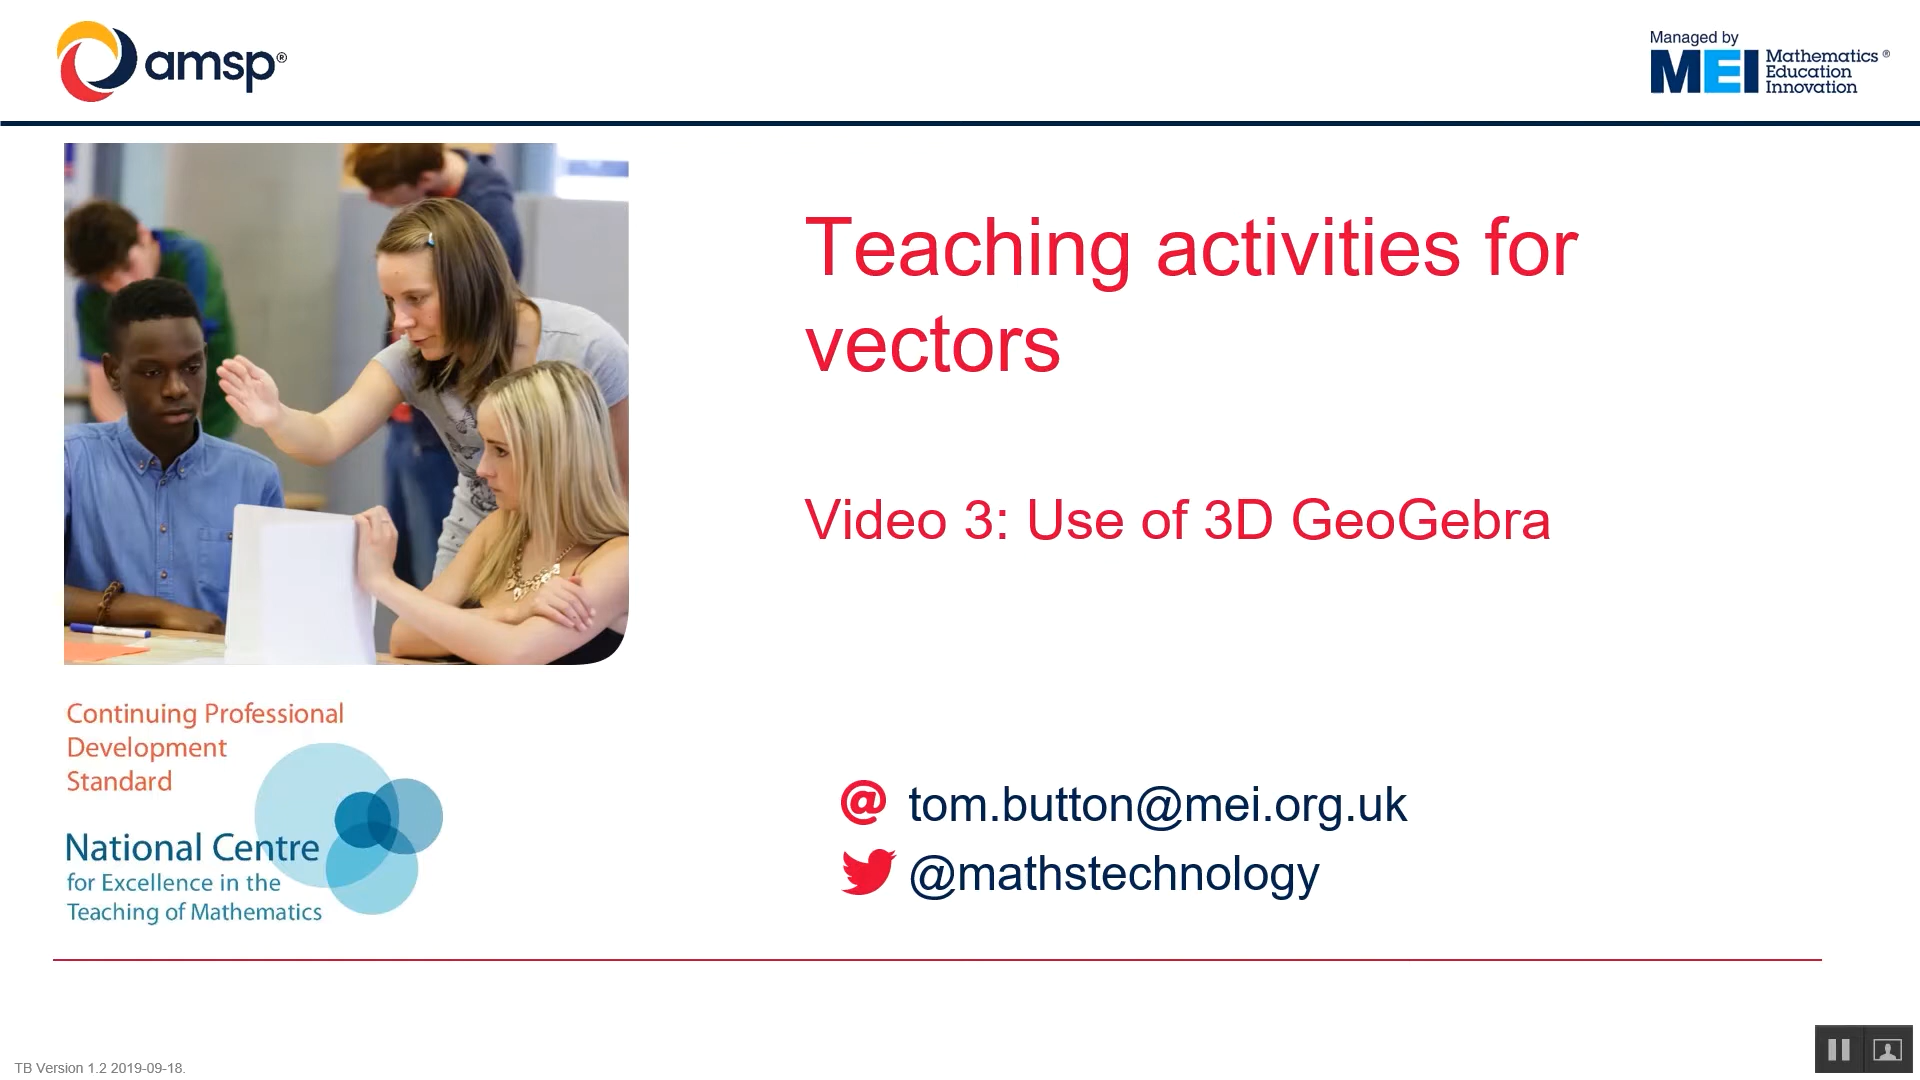 amsp®
Managed by
MEI Mathematics ®
Education
Innovation
Teaching activities for
vectors
Video 3: Use of 3D GeoGebra
Continuing Professional
Development
Standard
National Centre
for Excellence in the
Teaching of Mathematics
@ tom.button@mei.org.uk
@mathstechnology
TB Version 1.2 2019-09-18.